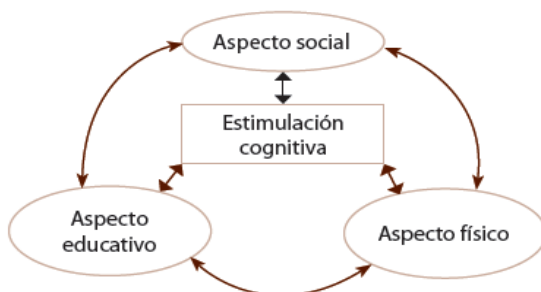 Aspecto social
Estimulación
cognitiva
Aspecto
educativo
Aspecto físico